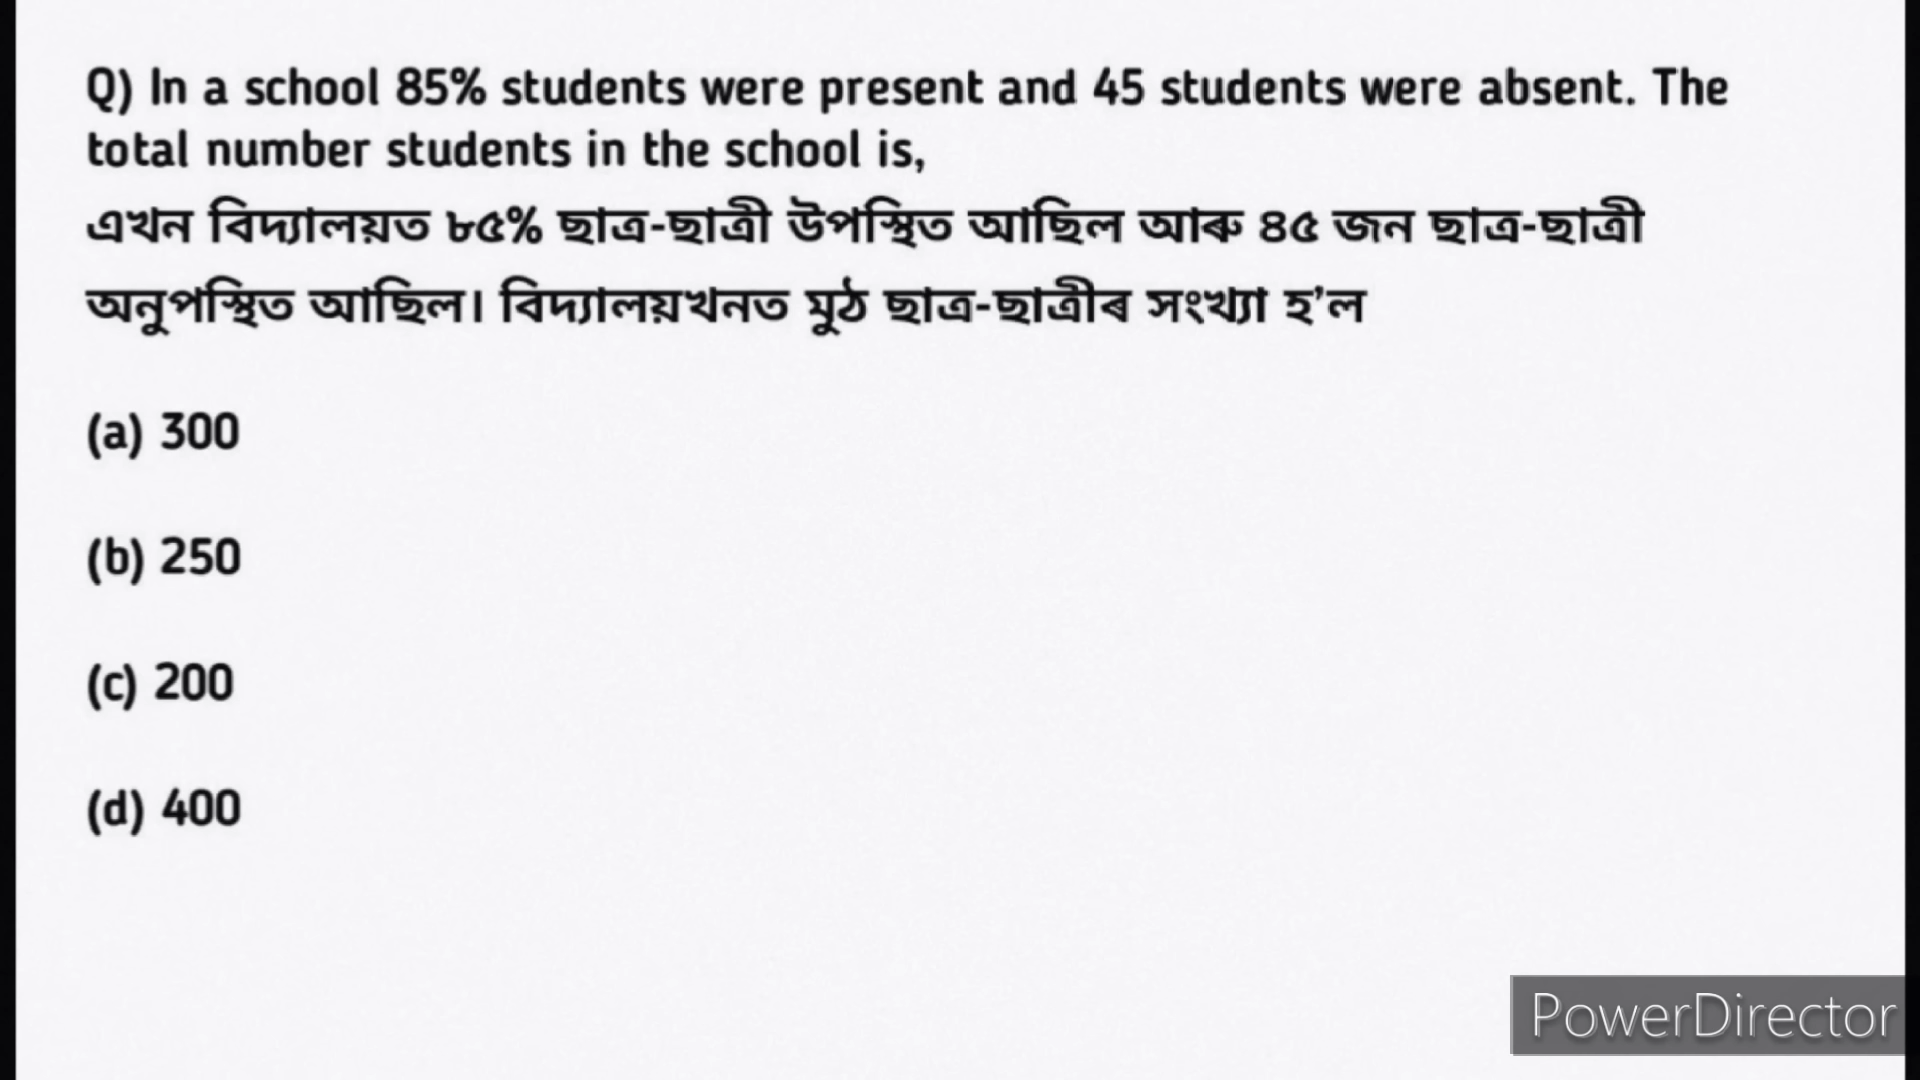 Q) In a school 85% students were present and 45 students were absent. The
total number students in the school is,
এখন বিদ্যালয়ত ৮৫% ছাত্ৰ-ছাত্ৰী উপস্থিত আছিল আৰু ৪৫ জন ছাত্ৰ-ছাত্ৰী
অনুপস্থিত আছিল। বিদ্যালয়খনত মুঠ ছাত্ৰ-ছাত্ৰীৰ সংখ্যা হ’ল
(a) 300
(b) 250
(c) 200
(d) 400
PowerDirector